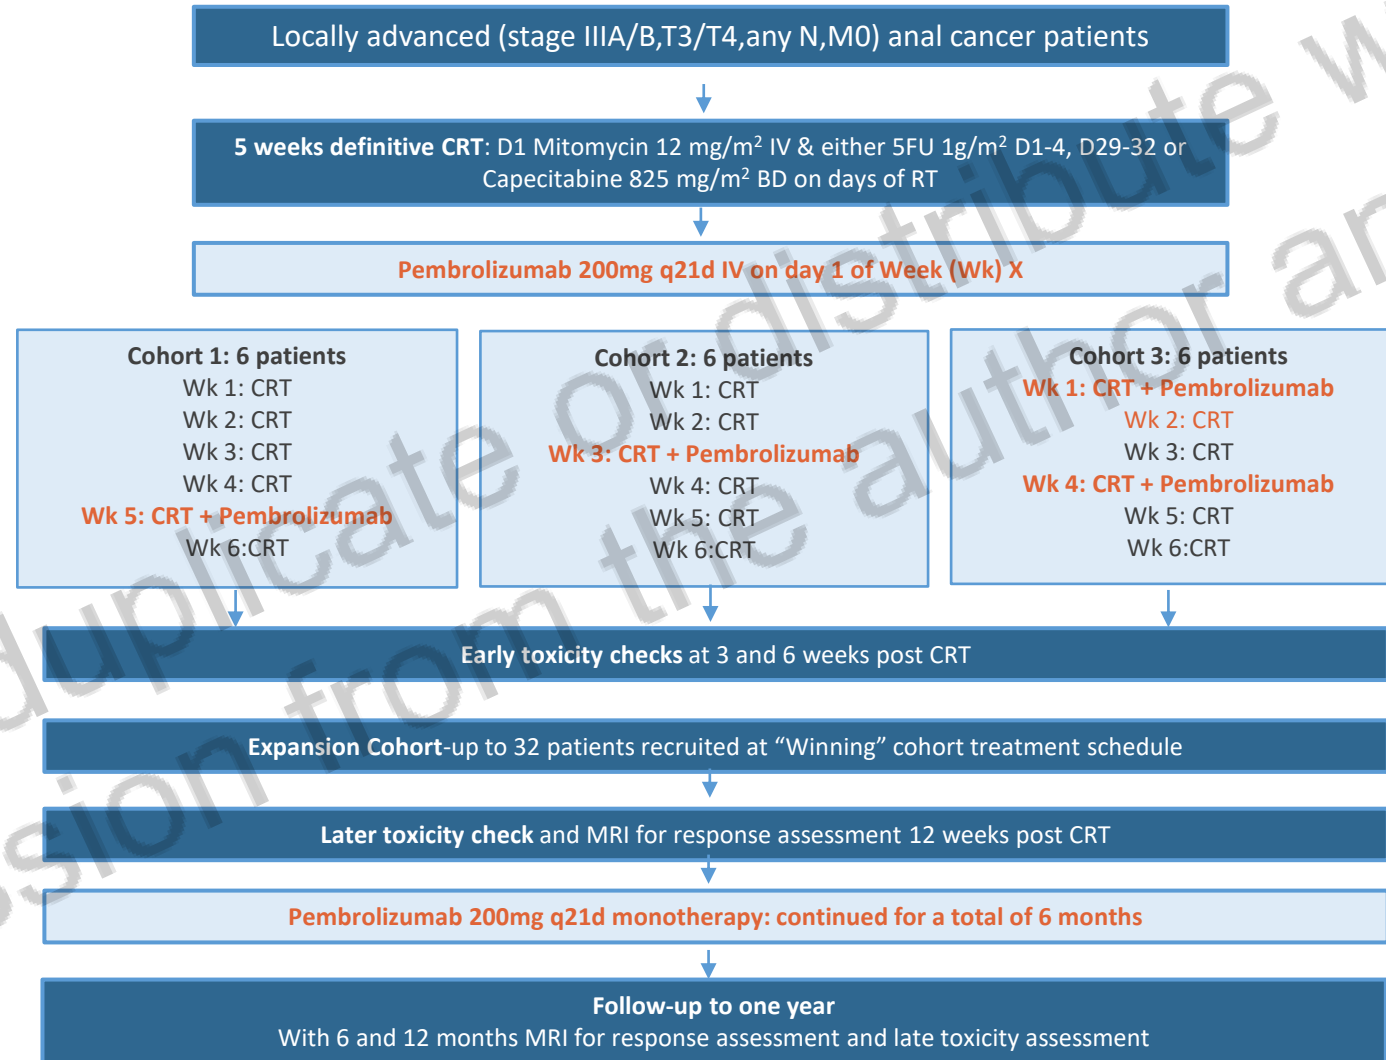 Locally advanced (stage IIIA/B,T3/T4,any N,M0) anal cancer patients
5 weeks definitive CRT: D1 Mitomycin 12 mg/m² IV & either 5FU 1g/m² D1-4, D29-32 or
Capecitabine 825 mg/m² BD on days of RT
Pembrolizumab 200mg q21d IV on day 1 of Week (Wk) X
Cohort 1: 6 patients
Wk 1: CRT
Wk 2: CRT
Wk 3: CRT
Wk 4: CRT
Wk 5: CRT + Pembrolizumab
Wk 6:CRT
Cohort 2: 6 patients
Wk 1: CRT
Wk 2: CRT
Wk 3: CRT + Pembrolizumab
Wk 4: CRT
Wk 5: CRT
Wk 6:CRT
Cohort 3: 6 patients
Wk 1: CRT + Pembrolizumab
Wk 2: CRT
Wk 3: CRT
Wk 4: CRT + Pembrolizumab
Wk 5: CRT
Wk 6:CRT
Early toxicity checks at 3 and 6 weeks post CRT
Expansion Cohort-up to 32 patients recruited at “Winning” cohort treatment schedule
Later toxicity check and MRI for response assessment 12 weeks post CRT
Pembrolizumab 200mg q21d monotherapy: continued for a total of 6 months
Follow-up to one year
With 6 and 12 months MRI for response assessment and late toxicity assessment
duplicate or distribute
from the author